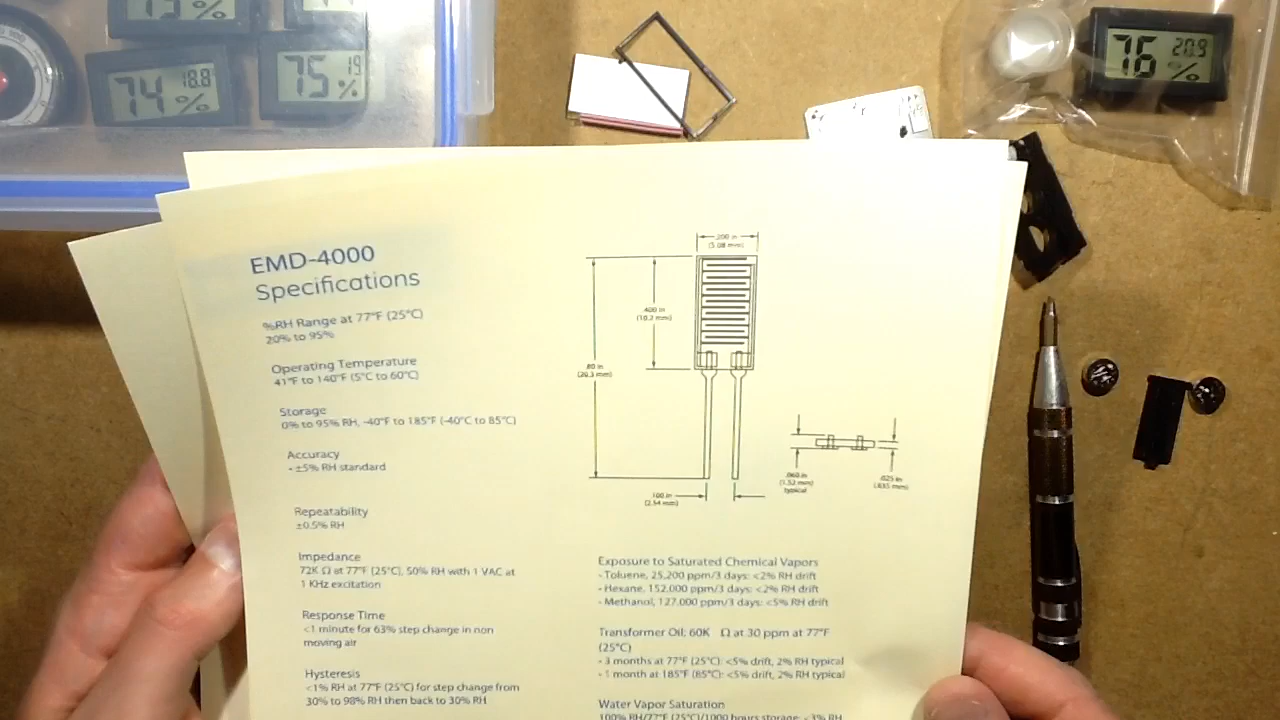 74 18.8 %
75 19 %
76 20.9 %
EMD-4000
Specifications
%RH Range at 77°F (25°C)
20% to 95%
Operating Temperature
41°F to 140°F (5°C to 60°C)
Storage
0% to 95% RH, -40°F to 185°F (-40°C to 85°C)
Accuracy
- ±5% RH standard
Repeatability
±0.5% RH
Impedance
72K Ω at 77°F (25°C), 50% RH with 1 VAC at
1 KHz excitation
Response Time
<1 minute for 63% step change in non
moving air
Hysteresis
<1% RH at 77°F (25°C) for step change from
30% to 98% RH then back to 30% RH
.200 in
(5.08 mm)
.400 in
.80 in
(20.3 mm)
.100 in
(2.54 mm)
.060 in
(1.52 mm)
typical
.025 in
(.635 mm)
Exposure to Saturated Chemical Vapors
- Toluene, 25,200 ppm/3 days: <2% RH drift
- Hexane, 152,000 ppm/3 days: <2% RH drift
- Methanol, 127,000 ppm/3 days: <5% RH drift
Transformer Oil; 60K Ω at 30 ppm at 77°F
(25°C)
- 3 months at 77°F (25°C): <5% drift, 2% RH typical
- 1 month at 185°F (85°C): <5% drift, 2% RH typical
Water Vapor Saturation
100% RH/77°F (25°C)/1000 hours storage: <3% RH